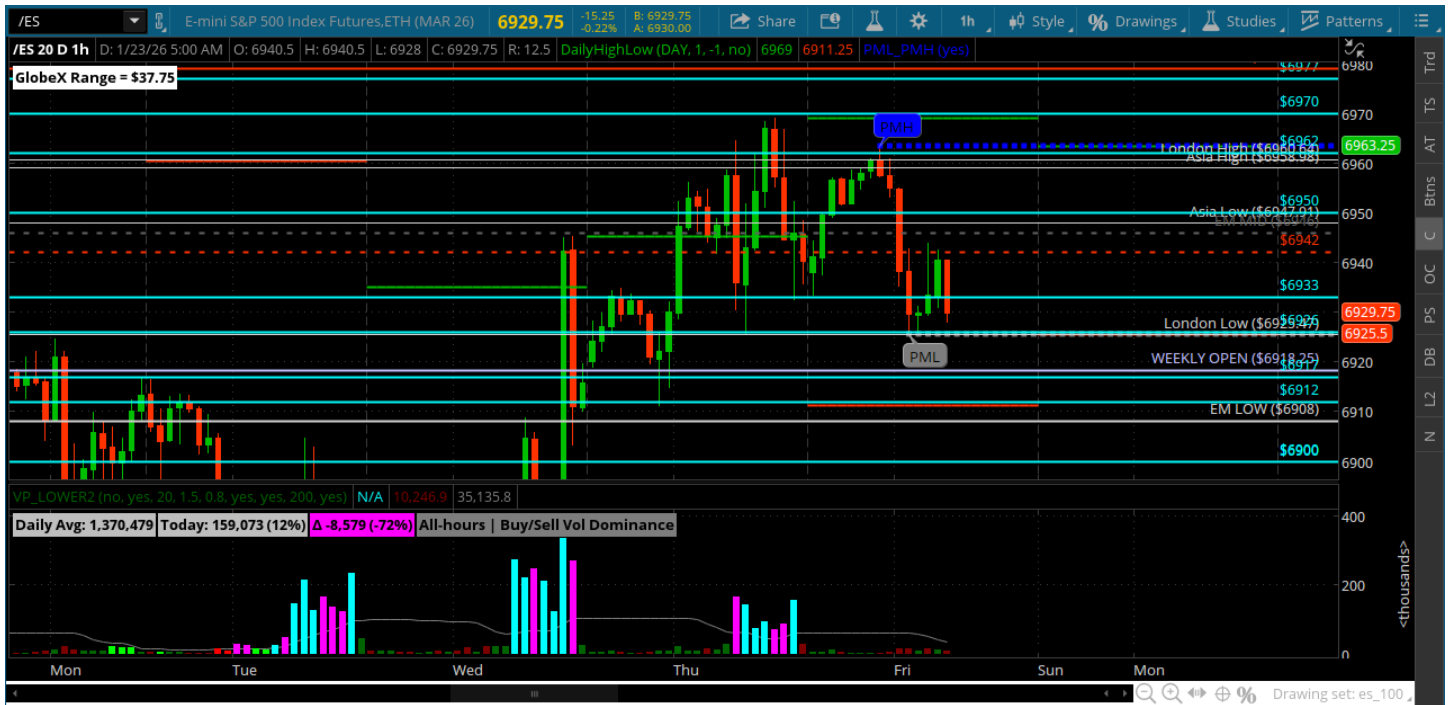 /ES E-mini S&P 500 Index Futures,ETH (MAR 26) 6929.75 -15.25 -0.22% B: 6929.75 A: 6930.00 Share 1h Style % Drawings Studies Patterns
/ES 20 D 1h D: 1/23/26 5:00 AM O: 6940.5 H: 6940.5 L: 6928 C: 6929.75 R: 12.5 DailyHighLow (DAY, 1, -1, no) 6969 6911.25 PML_PMH (yes)
GlobeX Range = $37.75
$6977
6980
$6970
6970
PMH
$6962
6963.25
London High ($6960.64)
Asia High ($6958.98)
6960
$6950
Asia Low ($6947.91)
6950
EM MID ($6946)
$6942
6940
$6933
6929.75
$6926
London Low ($6925.47)
6925.5
PML
WEEKLY OPEN ($6918.25)
6920
$6917
$6912
EM LOW ($6908)
6910
$6900
6900
VP_LOWER2 (no, yes, 20, 1.5, 0.8, yes, yes, 200, yes) N/A 10,246.9 35,135.8
Daily Avg: 1,370,479 Today: 159,073 (12%) Δ -8,579 (-72%) All-hours | Buy/Sell Vol Dominance
400
200
0
<thousands>
Mon Tue Wed Thu Fri Sun Mon
Drawing set: es_100
Trd
TS
AT
Btns
C
OC
PS
DB
L2
N